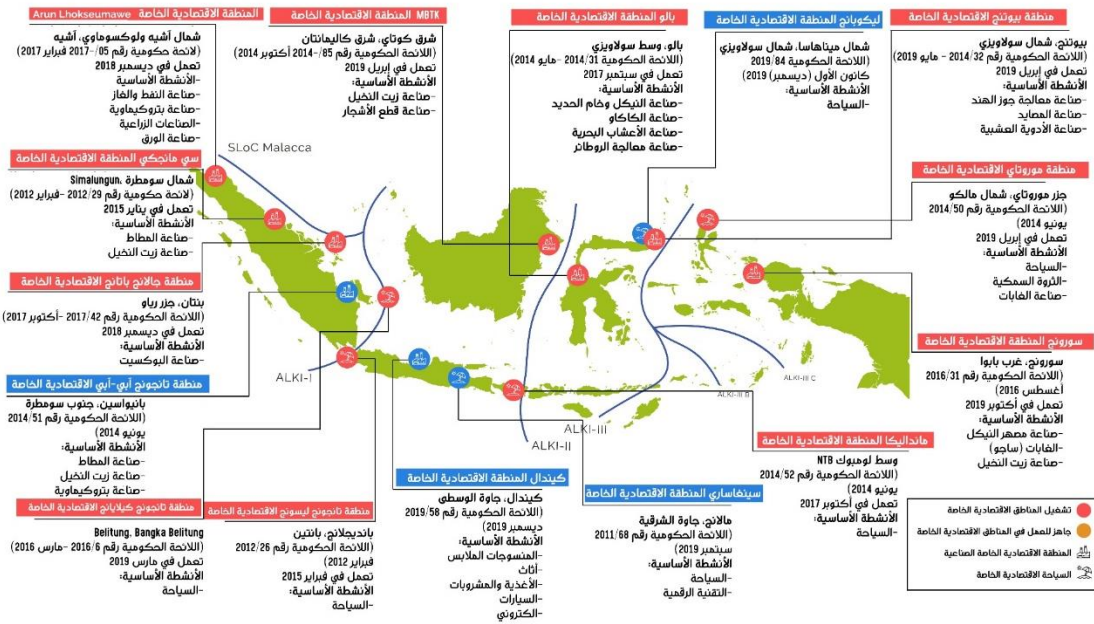 المنطقة الاقتصادية الخاصة Arun Lhokseumawe
شمال آشيه ولوكسوماوي، آشيه
(لائحة حكومية رقم 05/-2017 فبراير 2017)
تعمل في ديسمبر 2018
الأنشطة الأساسية:
-صناعة النفط والغاز
-صناعة بتروكيماوية
-الصناعات الزراعية
-صناعة الورق
MBTK المنطقة الاقتصادية الخاصة
شرق كوتاي، شرق كاليمانتان
(اللائحة الحكومية رقم 85/-2014 أكتوبر 2014)
تعمل في إبريل 2019
الأنشطة الأساسية:
-صناعة زيت النخيل
-صناعة قطع الأشجار
بالو المنطقة الاقتصادية الخاصة
بالو، وسط سولاويزي
(اللائحة الحكومية رقم 2014/31 -مايو 2014)
تعمل في سبتمبر 2017
الأنشطة الأساسية:
-صناعة النيكل وخام الحديد
-صناعة الكاكاو
-صناعة الأعشاب البحرية
-صناعة معالجة الروطانر
ليكوبانج المنطقة الاقتصادية الخاصة
شمال ميناهاسا، شمال سولاويزي
(اللائحة الحكومية رقم 2019/84
كانون الأول (ديسمبر) 2019)
الأنشطة الأساسية:
-السياحة
منطقة بيوتنج الاقتصادية الخاصة
بيوتنج، شمال سولاويزي
(اللائحة الحكومية رقم 2014/32 - مايو 2019)
تعمل في إبريل 2019
الأنشطة الأساسية:
-صناعة معالجة جوز الهند
-صناعة المصايد
-صناعة الأدوية العشبية
منطقة موروتاي الاقتصادية الخاصة
جزر موروتاي، شمال مالكو
(اللائحة الحكومية رقم 2014/50
يونيو 2014)
تعمل في إبريل 2019
الأنشطة الأساسية:
-السياحة
-الثروة السمكية
-صناعة الغابات
سورونج المنطقة الاقتصادية الخاصة
سورونج، غرب بابوا
(اللائحة الحكومية رقم 2016/31
أغسطس 2016)
تعمل في أكتوبر 2019
الأنشطة الأساسية:
-صناعة مصهر النيكل
-الغابات (ساجو)
-صناعة زيت النخيل
سي مانجكي المنطقة الاقتصادية الخاصة
شمال سومطرة ,Simalungun
(لائحة حكومية رقم 2012/29 -فبراير 2012)
تعمل في يناير 2015
الأنشطة الأساسية:
-صناعة المطاط
-صناعة زيت النخيل
منطقة جالانج باتانج الاقتصادية الخاصة
بنتان، جزر رياو
(اللائحة الحكومية رقم 2017/42 -أكتوبر 2017)
تعمل في ديسمبر 2018
الأنشطة الأساسية:
-صناعة البوكسيت
منطقة تانجونج آبي-آبي الاقتصادية الخاصة
بانيواسين، جنوب سومطرة
(اللائحة الحكومية رقم 2014/51
يونيو 2014)
الأنشطة الأساسية:
-صناعة المطاط
-صناعة زيت النخيل
-صناعة بتروكيماوية
منطقة تانجونج كيلايانج الاقتصادية الخاصة
Belitung, Bangka Belitung
(اللائحة الحكومية رقم 2016/6 -مارس 2016)
تعمل في مارس 2019
الأنشطة الأساسية:
-السياحة
منطقة تانجونج ليسونج الاقتصادية الخاصة
بانديجلانج، بانتين
(اللائحة الحكومية رقم 2012/26
فبراير 2012)
تعمل في فبراير 2015
الأنشطة الأساسية:
-السياحة
كيندال المنطقة الاقتصادية الخاصة
كيندال، جاوة الوسطى
(اللائحة الحكومية رقم 2019/58
ديسمبر 2019)
الأنشطة الأساسية:
-المنسوجات الملابس
-أثاث
-الأغذية والمشروبات
-السيارات
-الكتروني
سينغاساري المنطقة الاقتصادية الخاصة
مالانج، جاوة الشرقية
(اللائحة الحكومية رقم 2011/68
سبتمبر 2019)
الأنشطة الأساسية:
-السياحة
-التقنية الرقمية
مانداليكا المنطقة الاقتصادية الخاصة
وسط لومبوك NTB
(اللائحة الحكومية رقم 2014/52
يونيو 2014)
تعمل في أكتوبر 2017
الأنشطة الأساسية:
-السياحة
SLoC Malacca
ALKI-I
ALKI-II
ALKI-III
ALKI-III B
ALKI-III C
تشغيل المناطق الاقتصادية الخاصة
جاهز للعمل في المناطق الاقتصادية الخاصة
المنطقة الاقتصادية الخاصة الصناعية
السياحة الاقتصادية الخاصة